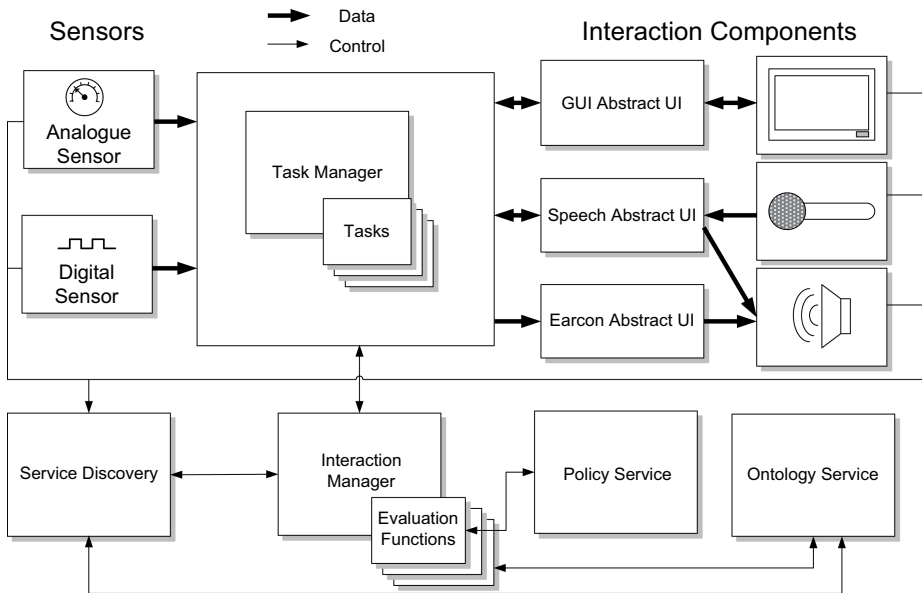 Sensors
Data
Control
Interaction Components
Analogue
Sensor
Digital
Sensor
Task Manager
Tasks
GUI Abstract UI
Speech Abstract UI
Earcon Abstract UI
Service Discovery
Interaction
Manager
Evaluation
Functions
Policy Service
Ontology Service